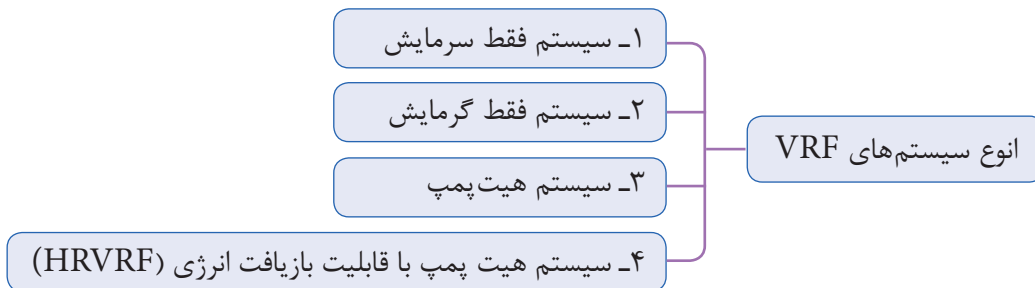 انوع سیستم‌های VRF
۱ـ سیستم فقط سرمایش
۲ـ سیستم فقط گرمایش
۳ـ سیستم هیت‌پمپ
۴ـ سیستم هیت پمپ با قابلیت بازیافت انرژی (HRVRF)